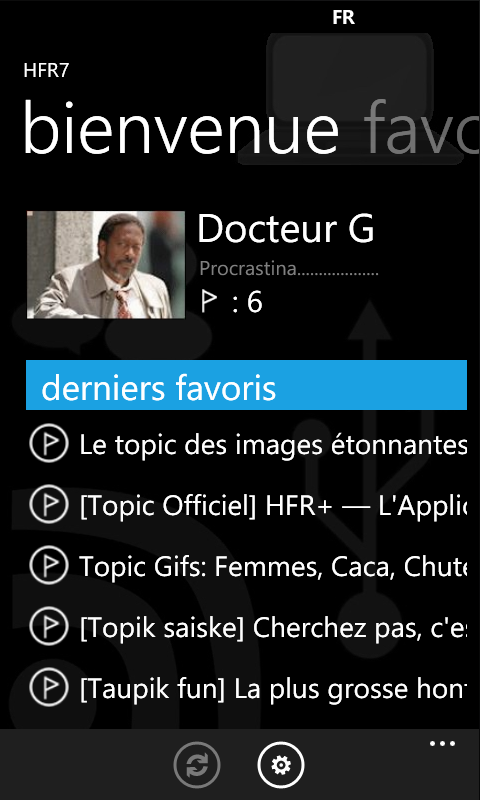 FR
HFR7
bienvenue favo
Docteur G
Procrastina...................
: 6
derniers favoris
Le topic des images étonnantes
[Topic Officiel] HFR+ — L'Applic
Topic Gifs: Femmes, Caca, Chute
[Topik saiske] Cherchez pas, c'es
[Taupik fun] La plus grosse hont
...